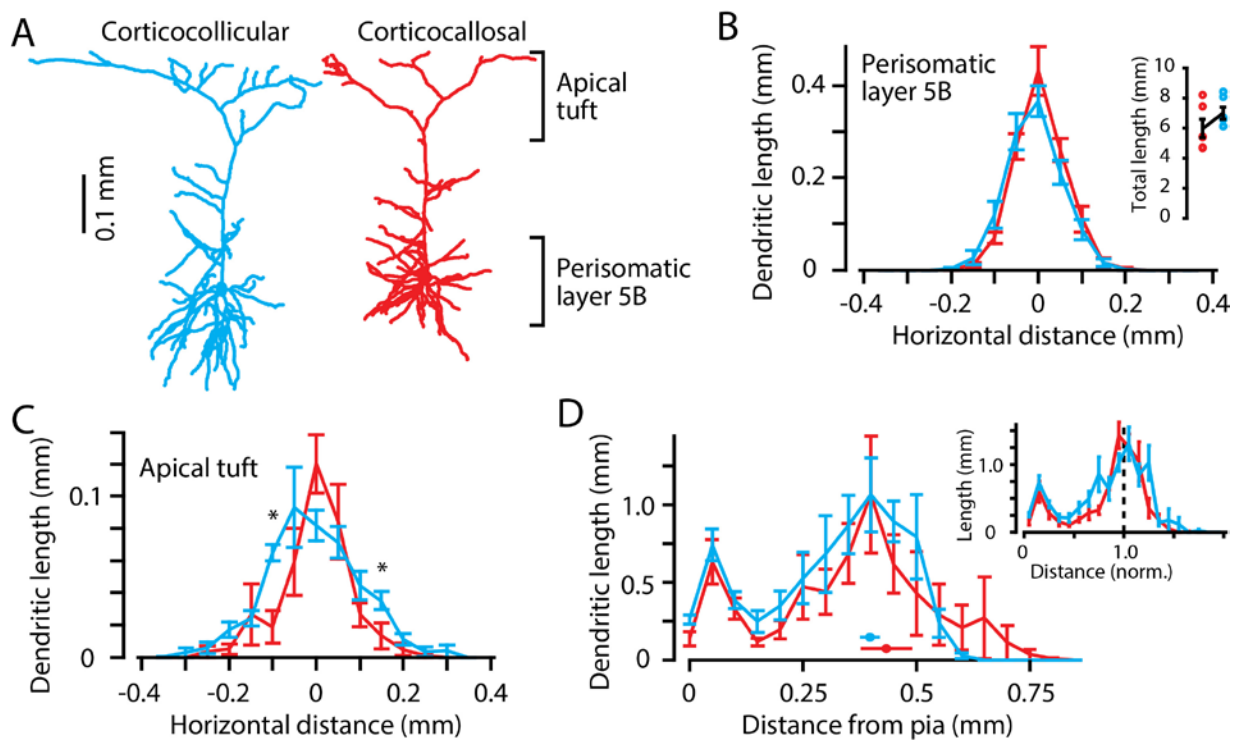 A
Corticocollicular
Corticocallosal
Apical
tuft
0.1 mm
Perisomatic
layer 5B
B
Perisomatic
layer 5B
Dendritic length (mm)
0.4
0.2
0
-0.4
-0.2
0
0.2
0.4
Horizontal distance (mm)
Total length (mm)
10
8
6
4
2
0
C
Apical tuft
Dendritic length (mm)
0.1
0
*
*
-0.4
-0.2
0
0.2
0.4
Horizontal distance (mm)
D
Dendritic length (mm)
1.0
0.5
0
0
0.25
0.5
0.75
Distance from pia (mm)
Length (mm)
1.0
0
0
1.0
Distance (norm.)